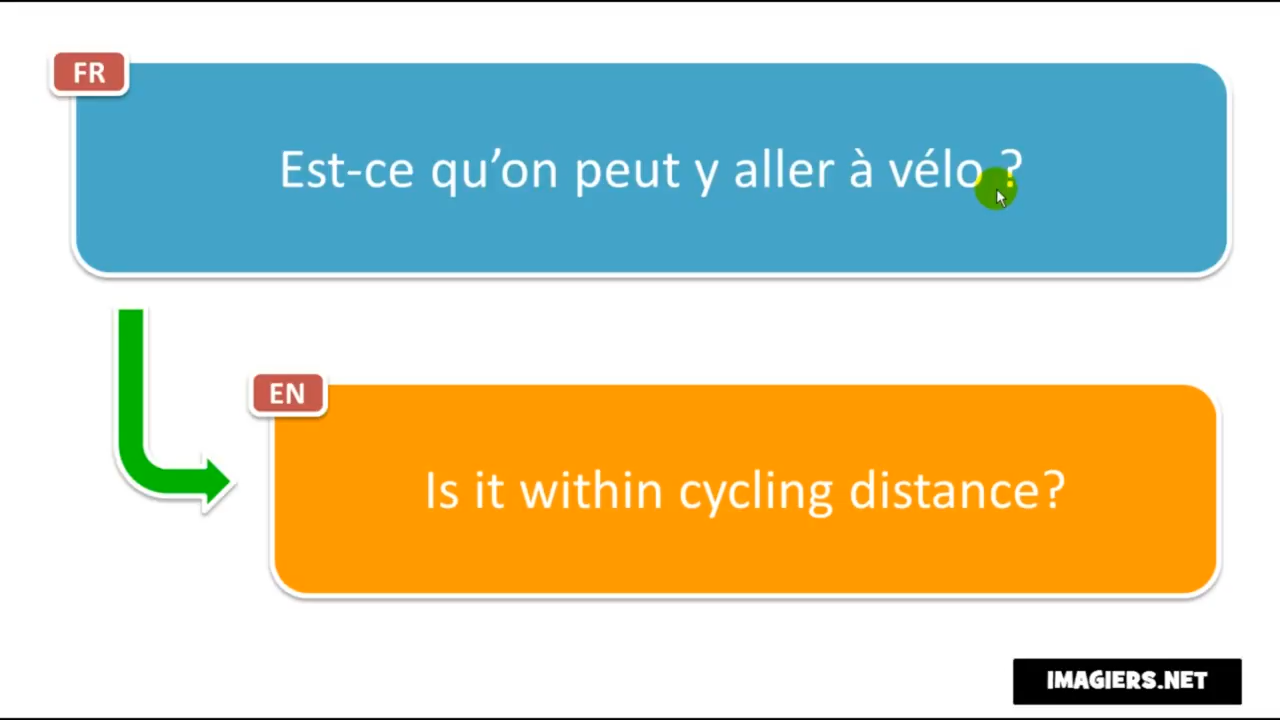 FR
Est-ce qu’on peut y aller à vélo ?
EN
Is it within cycling distance?
IMAGIERS.NET